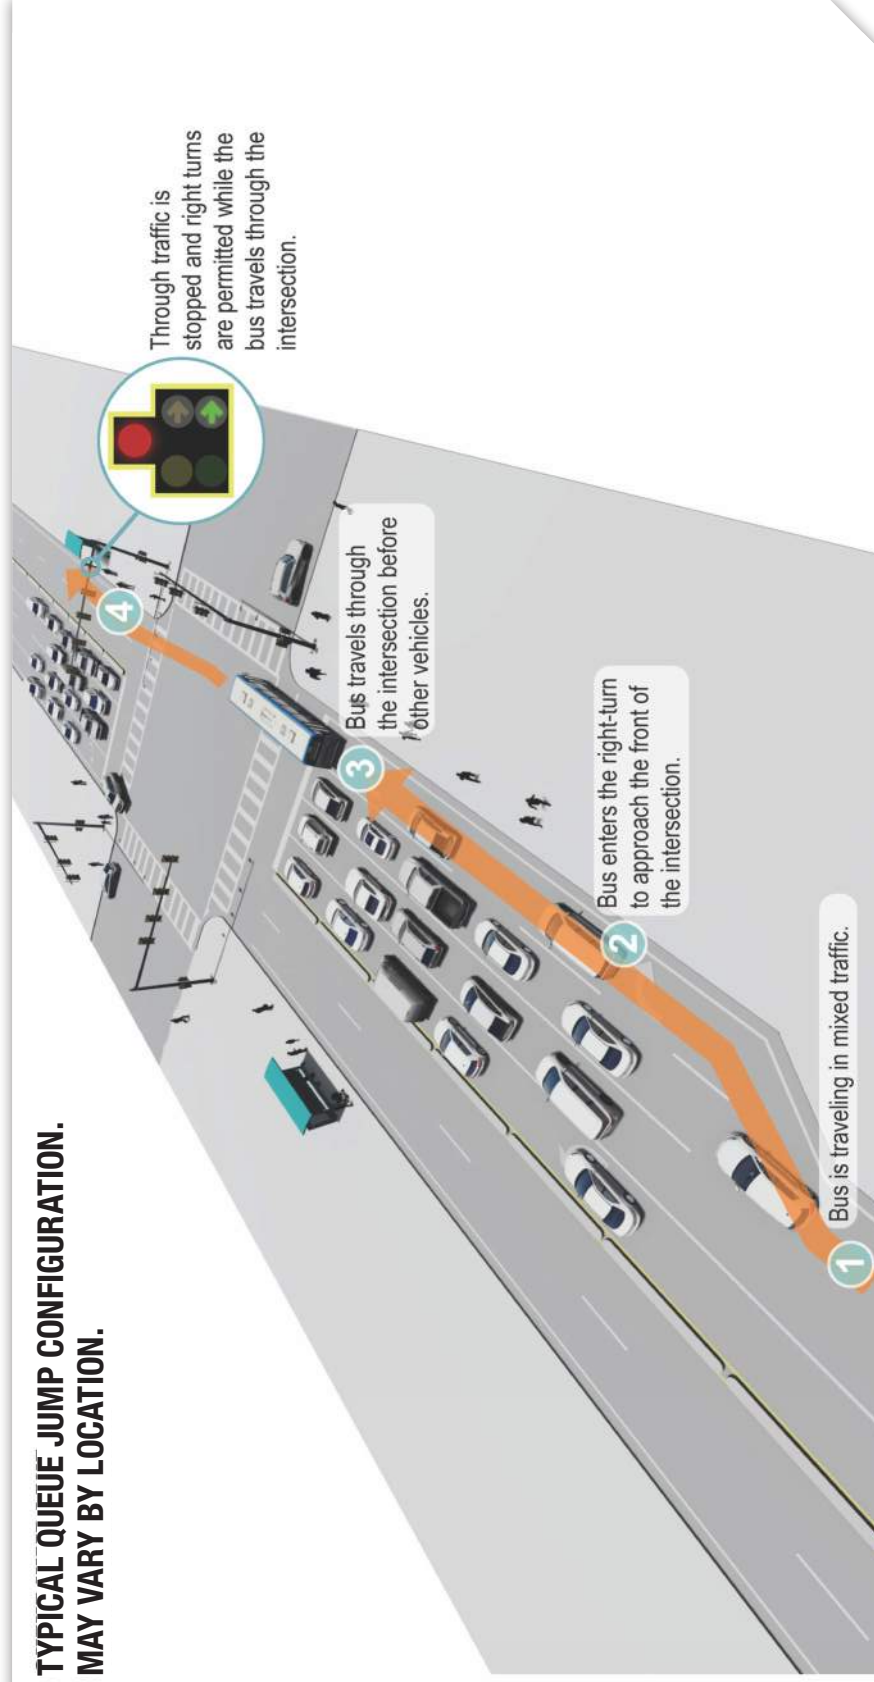 TYPICAL QUEUE JUMP CONFIGURATION.
MAY VARY BY LOCATION.
1
Bus is traveling in mixed traffic.
2
Bus enters the right-turn
to approach the front of
the intersection.
3
Bus travels through
the intersection before
other vehicles.
4
Through traffic is
stopped and right turns
are permitted while the
bus travels through the
intersection.